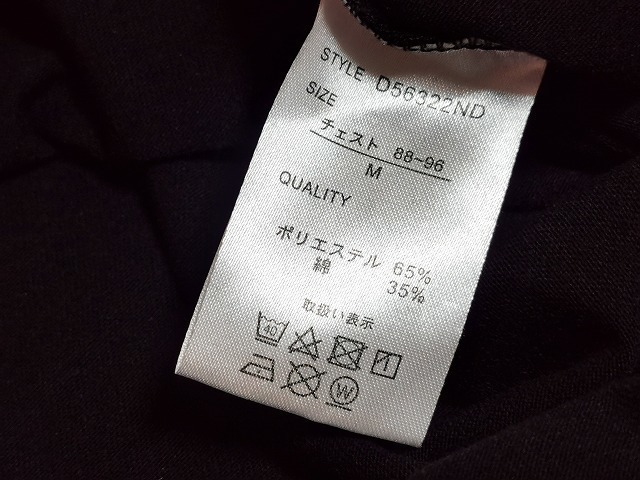 STYLE D56322ND
SIZE
チェスト 88-96
M
QUALITY
ポリエステル 65%
綿 35%
取扱い表示
40
W